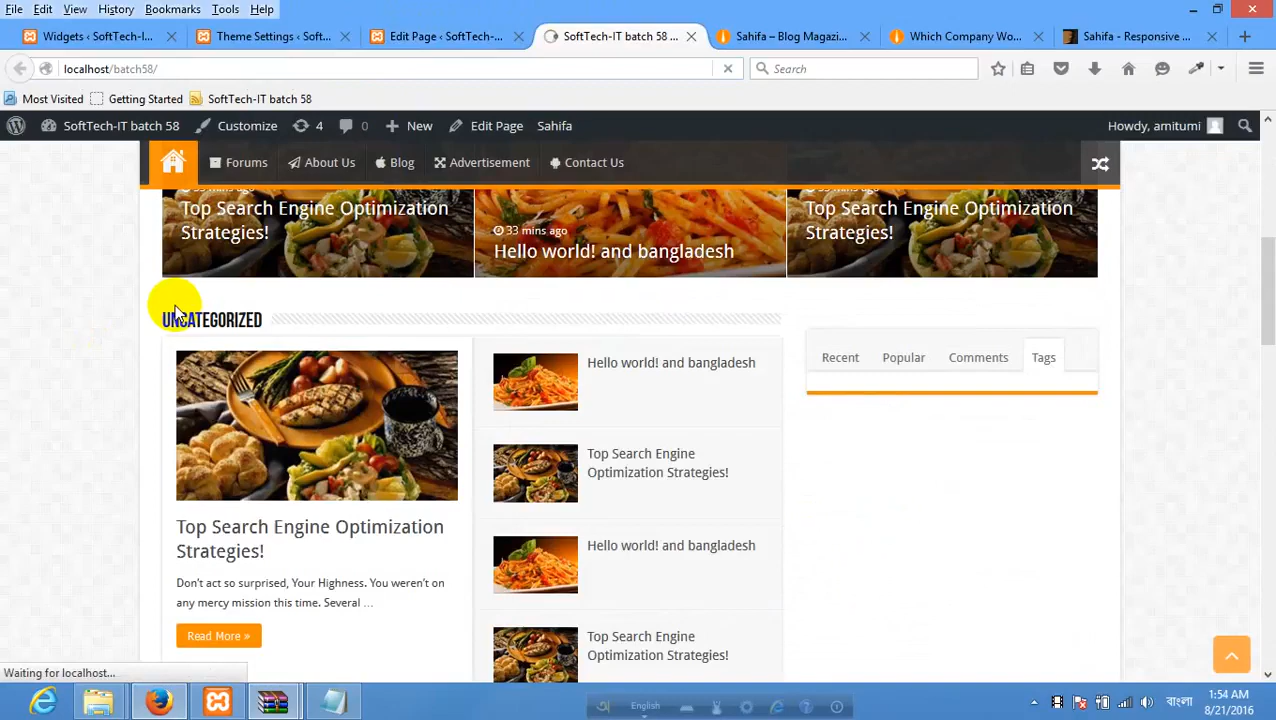 File Edit View History Bookmarks Tools Help
Widgets ‹ SoftTech-I... Theme Settings ‹ Soft... Edit Page ‹ SoftTech-... SoftTech-IT batch 58 ... Sahifa – Blog Magazi... Which Company Wo... Sahifa - Responsive ...
localhost/batch58/ Search
Most Visited Getting Started SoftTech-IT batch 58
SoftTech-IT batch 58 Customize 4 0 New Edit Page Sahifa Howdy, amitumi
Forums About Us Blog Advertisement Contact Us
Top Search Engine Optimization
Strategies!
33 mins ago
Hello world! and bangladesh
Top Search Engine Optimization
Strategies!
UNCATEGORIZED
Top Search Engine Optimization
Strategies!
Don't act so surprised, Your Highness. You weren't on
any mercy mission this time. Several …
Read More »
Hello world! and bangladesh
Top Search Engine
Optimization Strategies!
Hello world! and bangladesh
Top Search Engine
Optimization Strategies!
Recent Popular Comments Tags
Waiting for localhost...
অ English
বাংলা
1:54 AM
8/21/2016